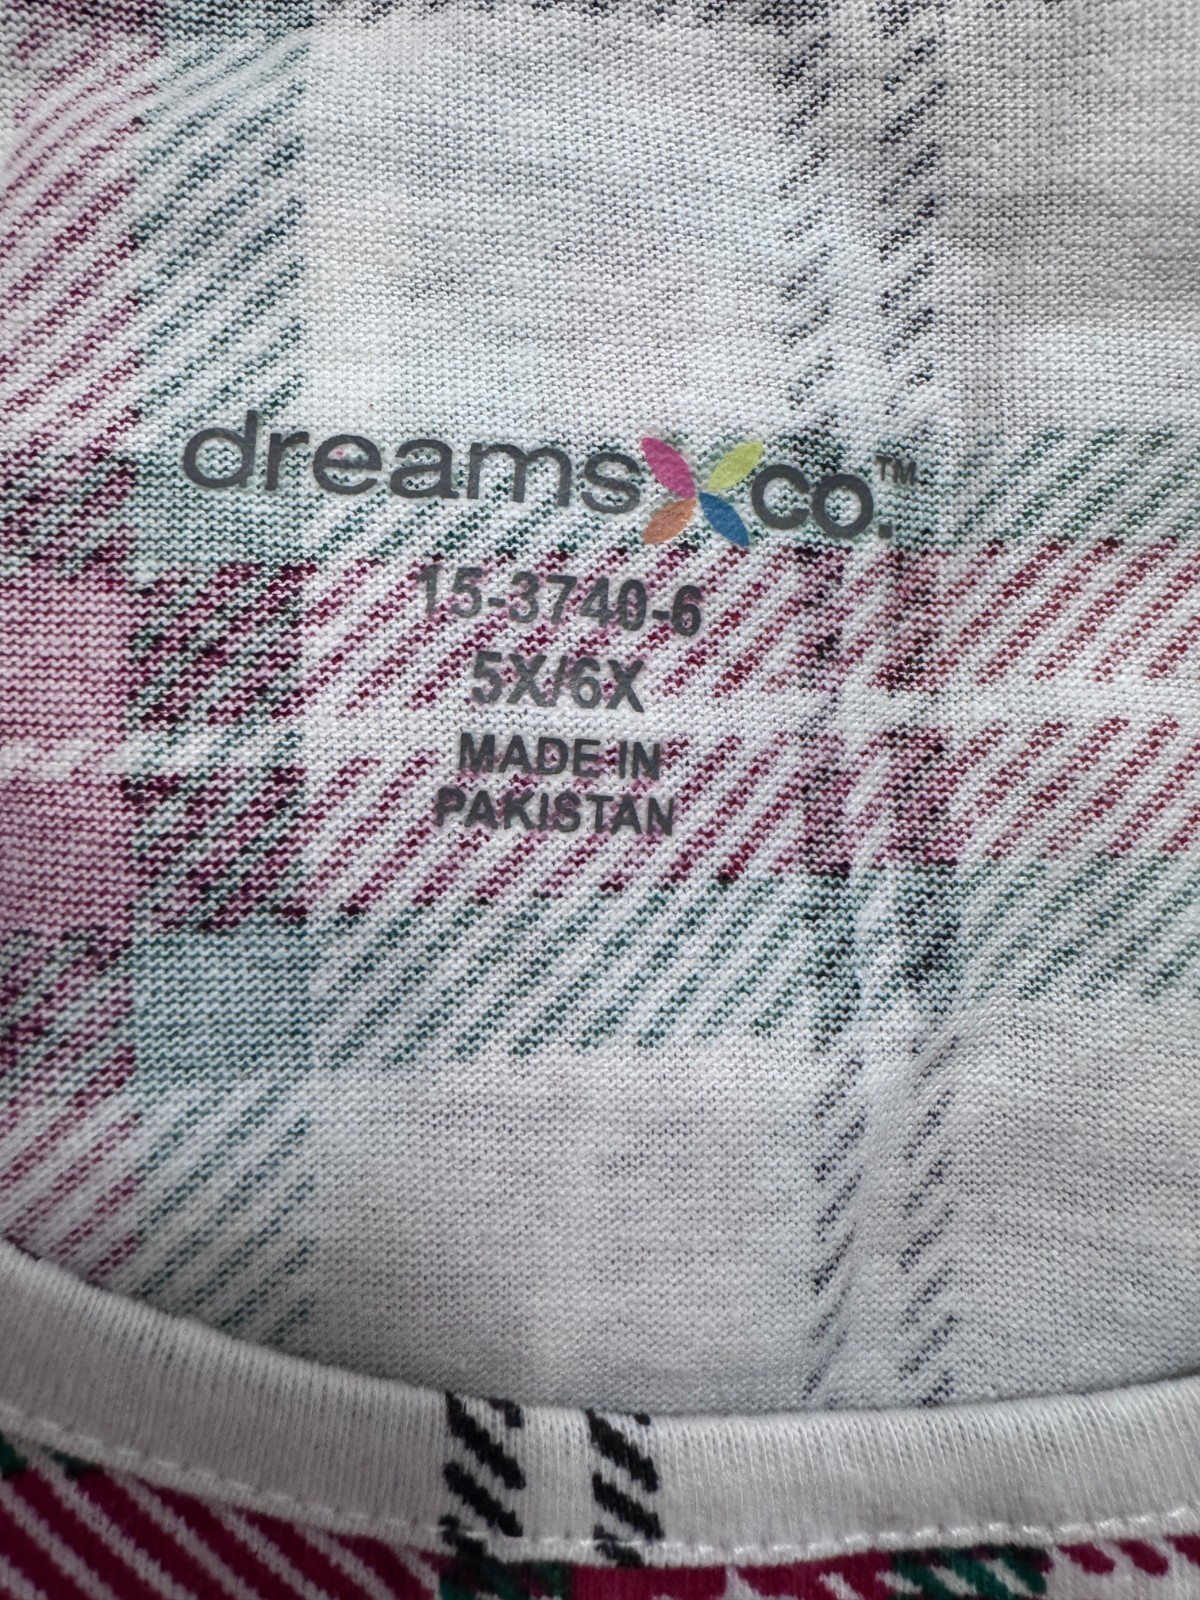 dreams co.™
15-3740-6
5X/6X
MADE IN
PAKISTAN